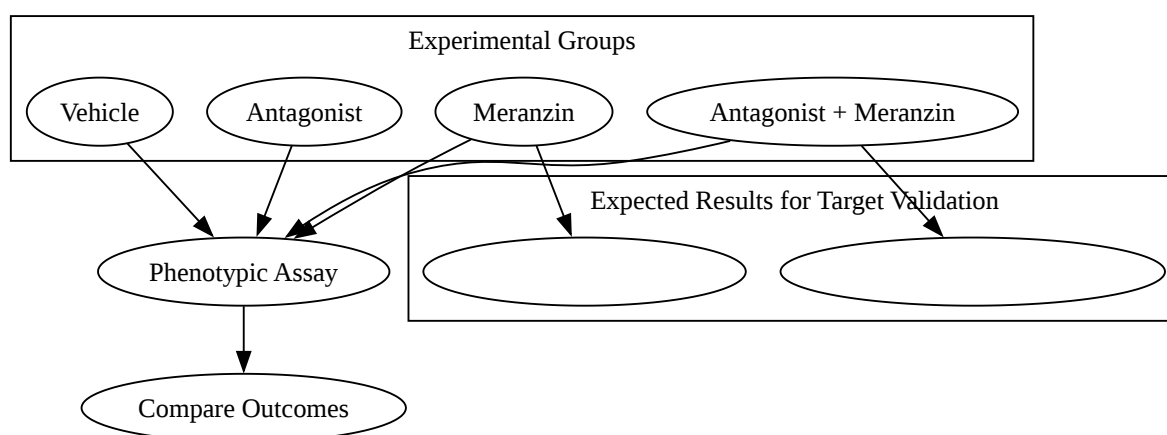 Experimental Groups
Vehicle
Antagonist
Meranzin
Antagonist + Meranzin
Expected Results for Target Validation
Phenotypic Assay
Compare Outcomes